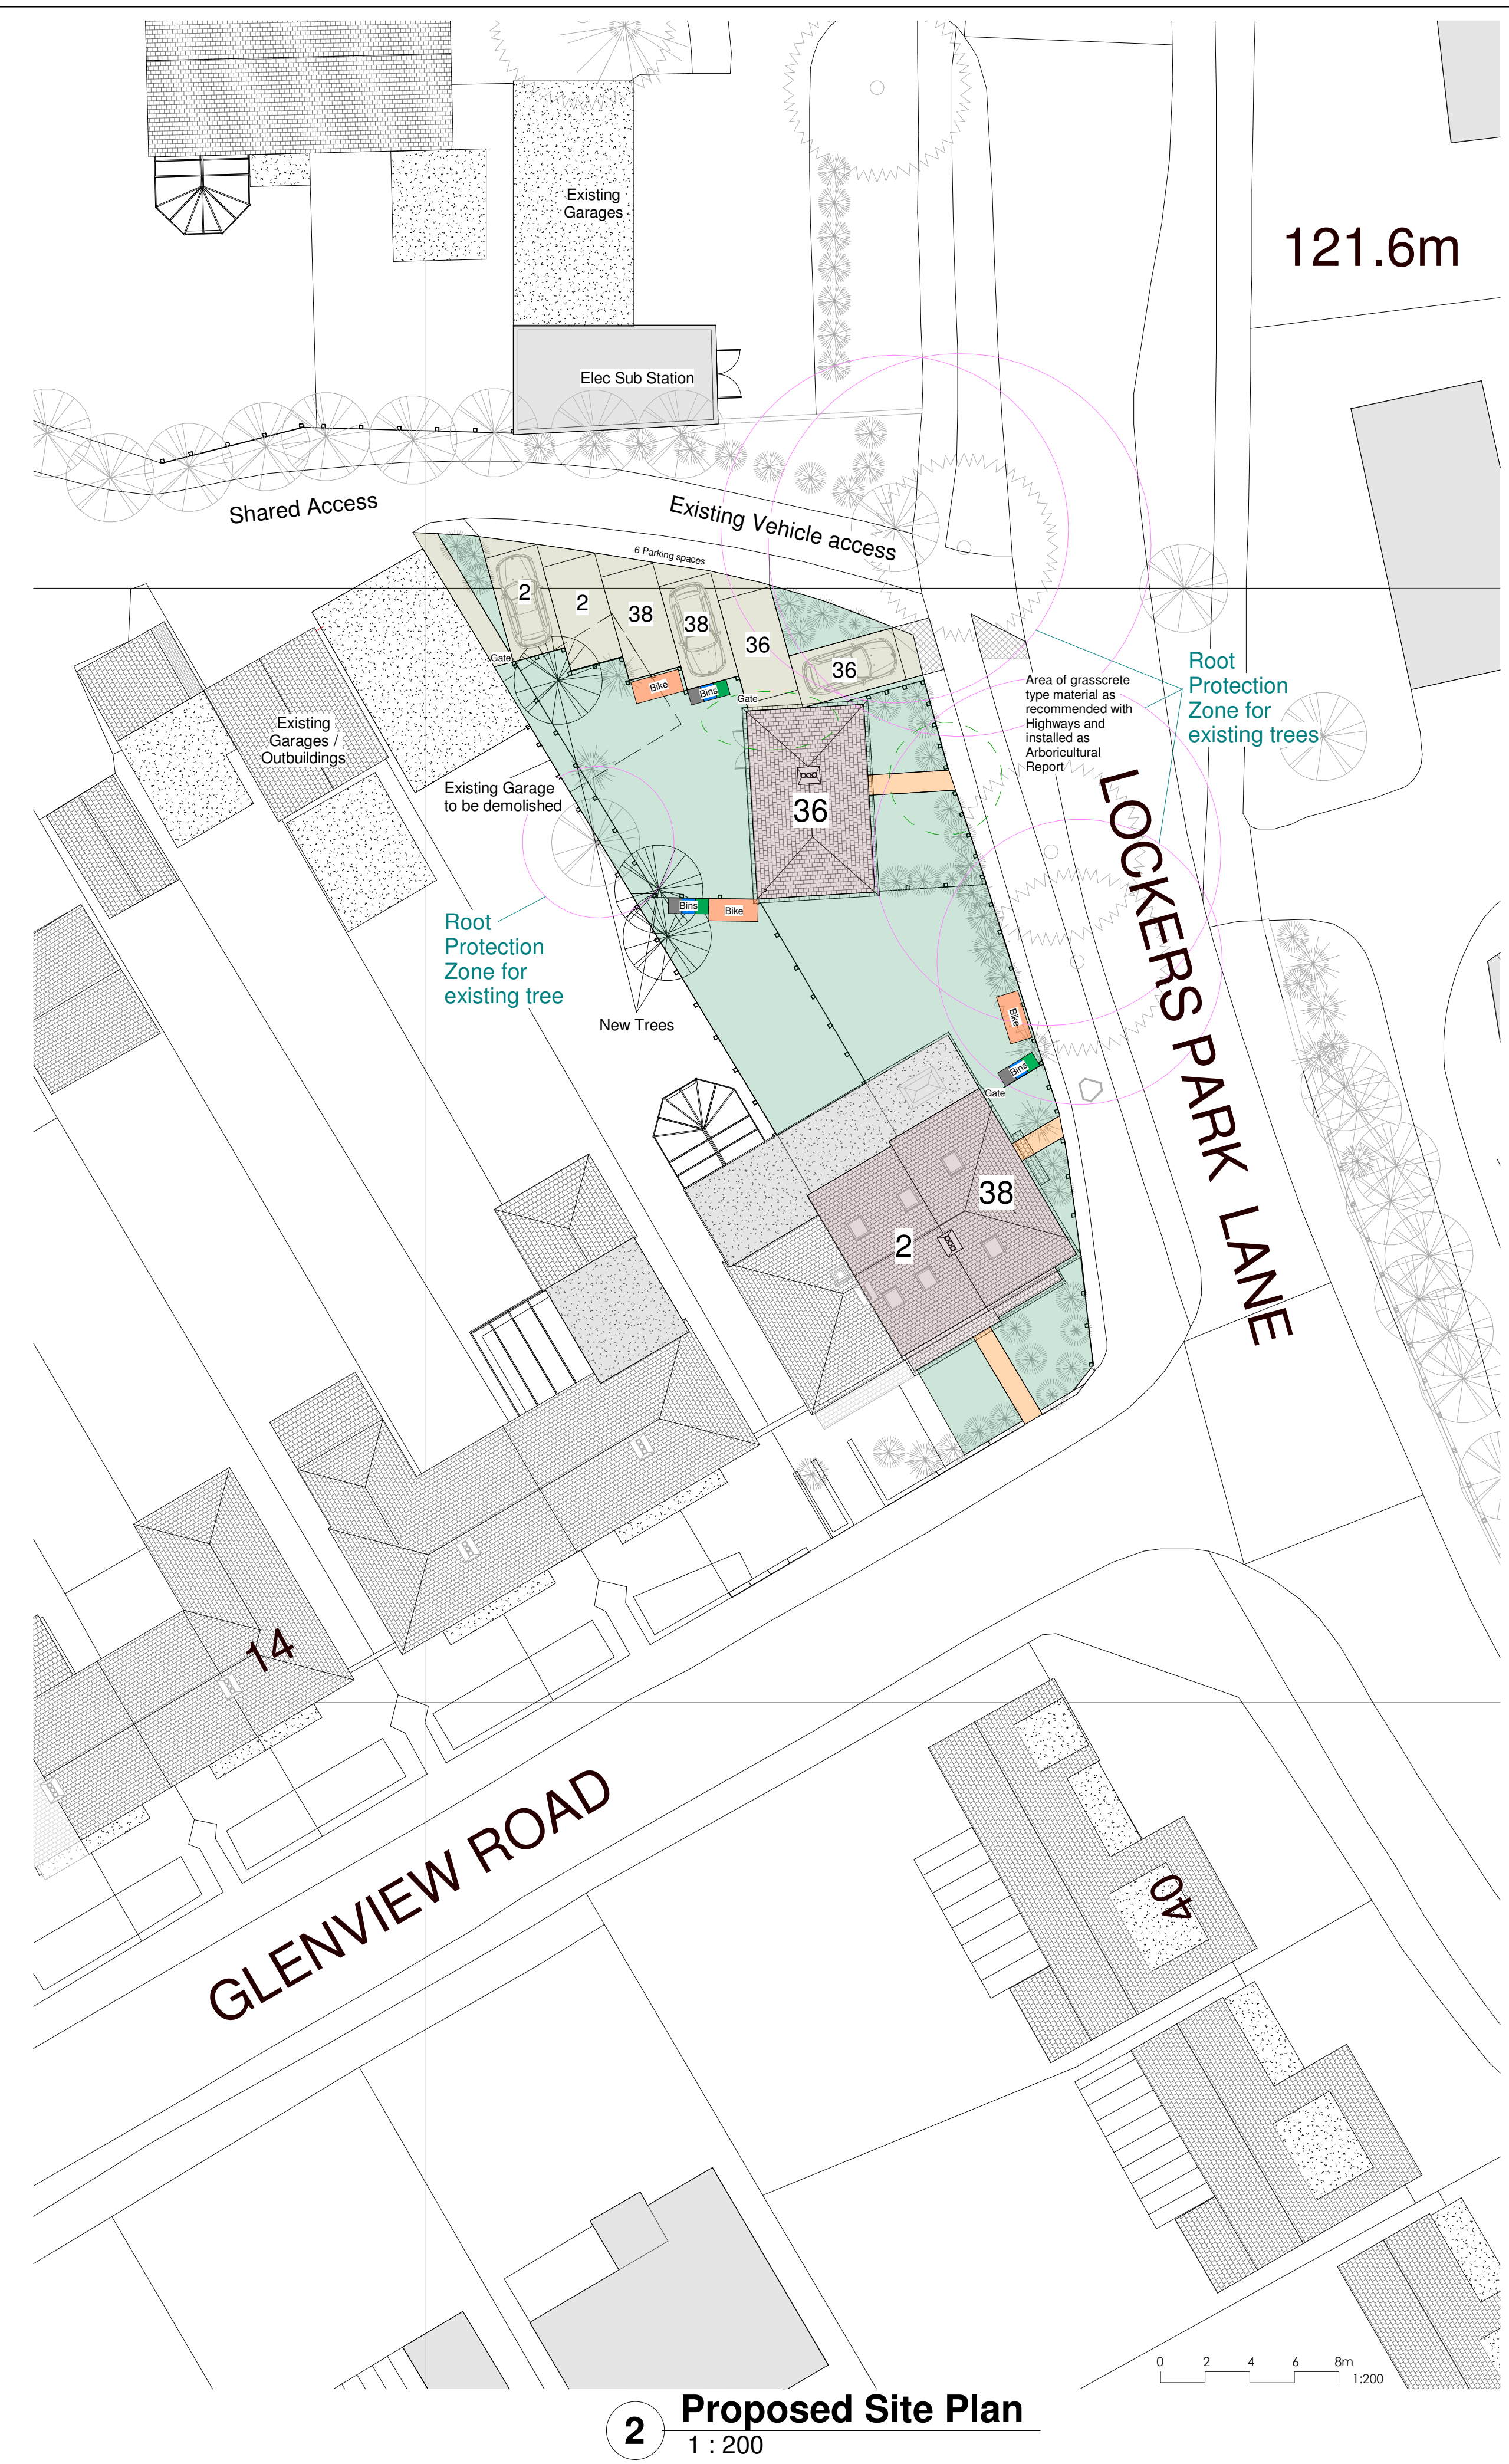 Existing
Garages
121.6m
Elec Sub Station
Shared Access
Existing Vehicle access
6 Parking spaces
2
2
38
38
36
36
Gate
Bike
Bins
Gate
Root
Protection
Zone for
existing trees
Area of grasscrete
type material as
recommended with
Highways and
installed as
Arboricultural
Report
Existing
Garages /
Outbuildings
Existing Garage
to be demolished
36
LOCKERS PARK LANE
Bins
Bike
Root
Protection
Zone for
existing tree
New Trees
Bike
Bins
Gate
38
2
14
GLENVIEW ROAD
40
0 2 4 6 8m
1:200
2
Proposed Site Plan
1 : 200